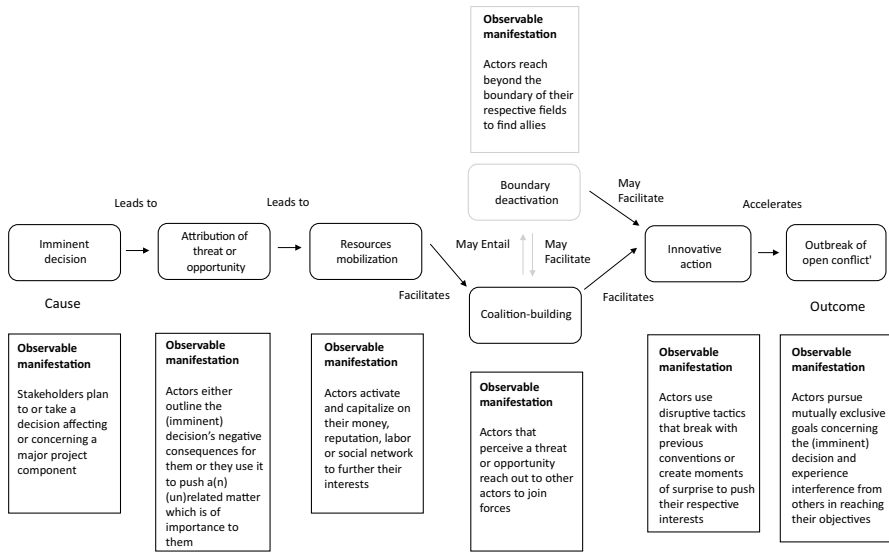 Observable
manifestation
Actors reach
beyond the
boundary of their
respective fields
to find allies
Boundary
deactivation
Leads to
Leads to
May
Facilitate
Accelerates
Imminent
decision
Attribution of
threat or
opportunity
Resources
mobilization
May Entail
May
Facilitate
Innovative
action
Outbreak of
open conflict'
Cause
Facilitates
Coalition-building
Facilitates
Outcome
Observable
manifestation
Stakeholders plan
to or take a
decision affecting
or concerning a
major project
component
Observable
manifestation
Actors either
outline the
(imminent)
decision's negative
consequences for
them or they use it
to push a(n)
(un)related matter
which is of
importance to
them
Observable
manifestation
Actors activate
and capitalize on
their money,
reputation, labor
or social network
to further their
interests
Observable
manifestation
Actors that
perceive a threat
or opportunity
reach out to other
actors to join
forces
Observable
manifestation
Actors use
disruptive tactics
that break with
previous
conventions or
create moments
of surprise to push
their respective
interests
Observable
manifestation
Actors pursue
mutually exclusive
goals concerning
the (imminent)
decision and
experience
interference from
others in reaching
their objectives